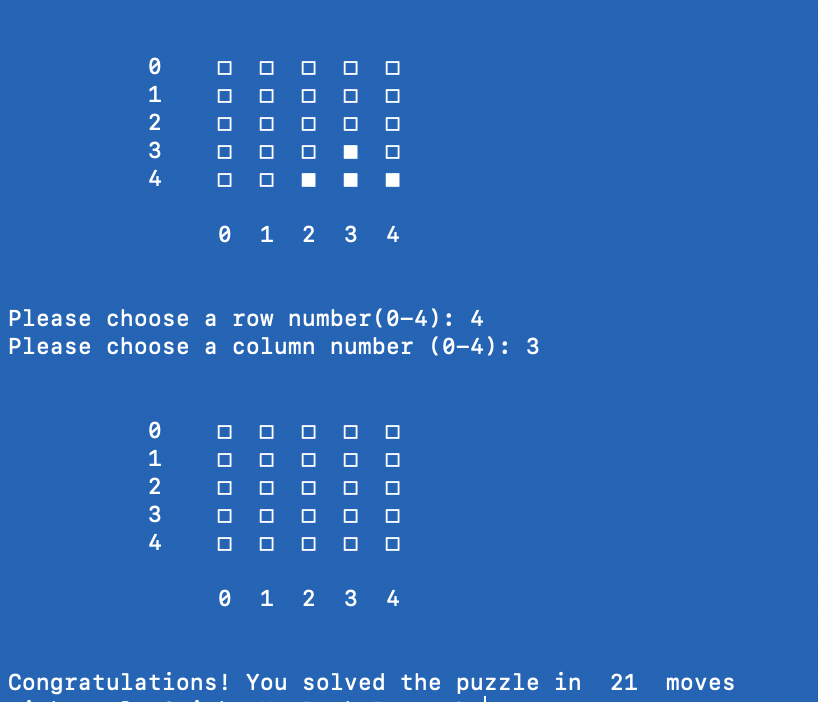 0 □ □ □ □ □
1 □ □ □ □ □
2 □ □ □ □ □
3 □ □ □ ■ □
4 □ □ ■ ■ ■
0 1 2 3 4
Please choose a row number(0-4): 4
Please choose a column number (0-4): 3
0 □ □ □ □ □
1 □ □ □ □ □
2 □ □ □ □ □
3 □ □ □ □ □
4 □ □ □ □ □
0 1 2 3 4
Congratulations! You solved the puzzle in 21 moves